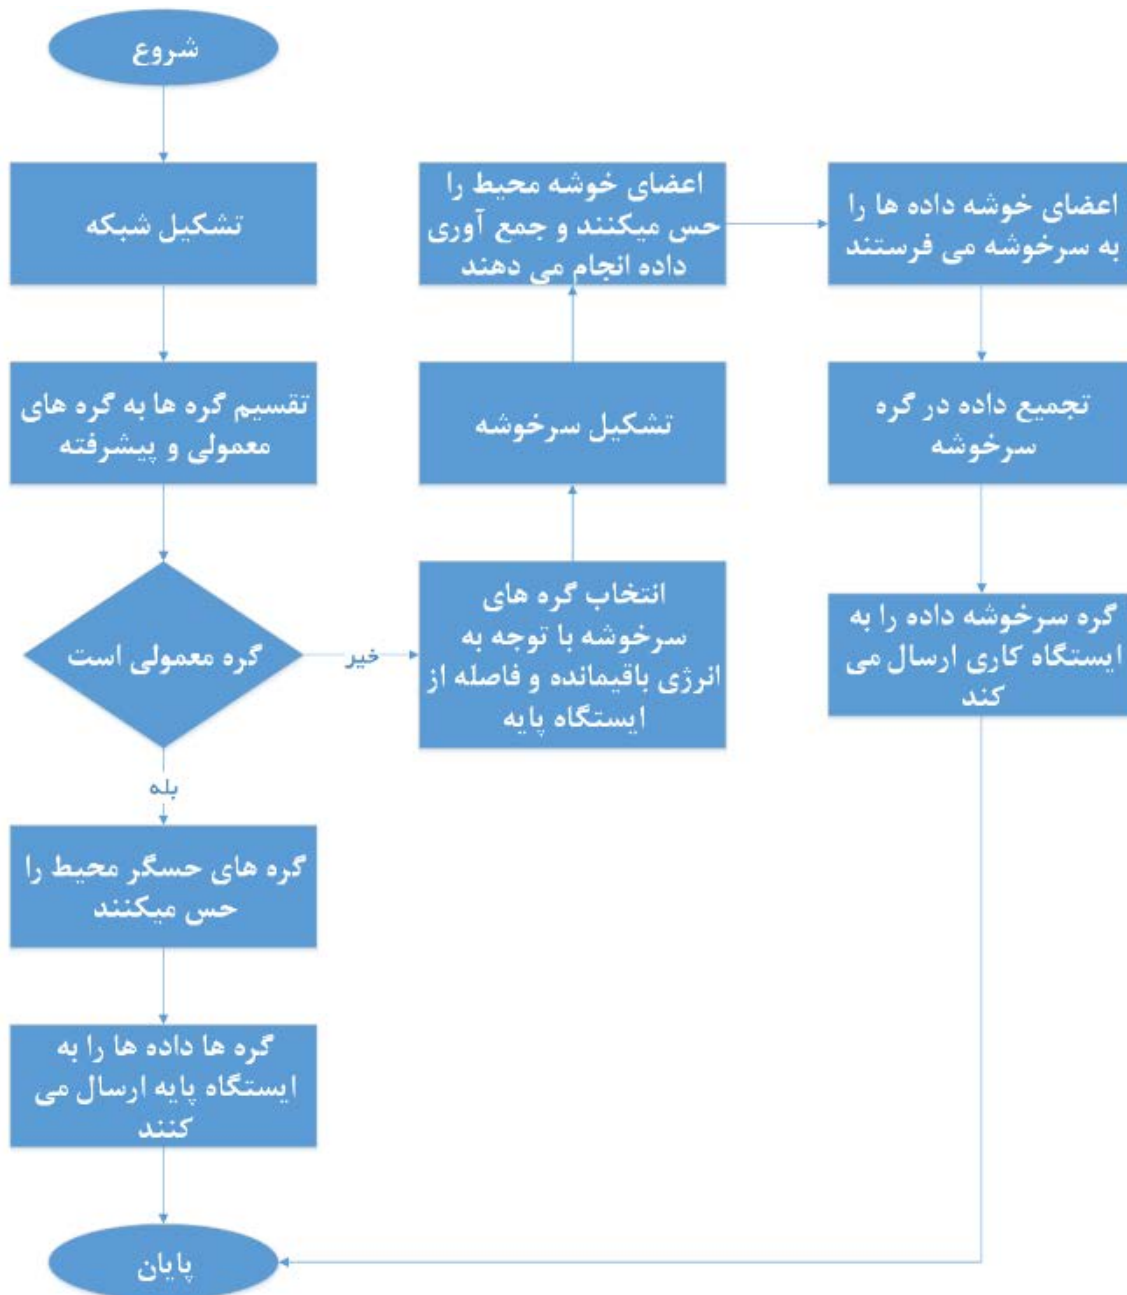 شروع
تشکیل شبکه
تقسیم گره ها به گره های
معمولی و پیشرفته
گره معمولی است
خیر
بله
گره های حسگر محیط را
حس میکنند
گره ها داده ها را به
ایستگاه پایه ارسال می
کنند
انتخاب گره های
سرخوشه با توجه به
انرژی باقیمانده و فاصله از
ایستگاه پایه
تشکیل سرخوشه
اعضای خوشه محیط را
حس میکنند و جمع آوری
داده انجام می دهند
اعضای خوشه داده ها را
به سرخوشه می فرستند
تجمیع داده در گره
سرخوشه
گره سرخوشه داده را به
ایستگاه کاری ارسال می
کند
پایان